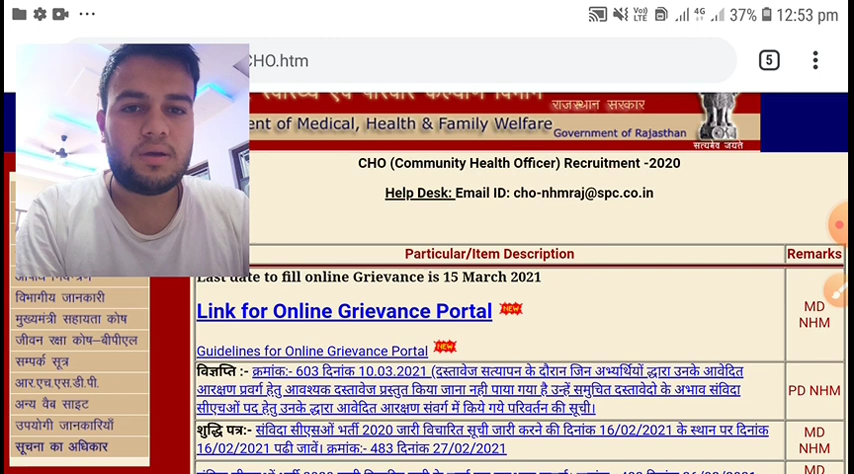 37% 12:53 pm
CHO.htm
5
स्वास्थ्य एवं परिवार कल्याण विभाग
राजस्थान सरकार
ent of Medical, Health & Family Welfare
Government of Rajasthan
सत्यमेव जयते
CHO (Community Health Officer) Recruitment -2020
Help Desk: Email ID: cho-nhmraj@spc.co.in
Particular/Item Description
Remarks
Last date to fill online Grievance is 15 March 2021
Link for Online Grievance Portal NEW
Guidelines for Online Grievance Portal NEW
MD
NHM
विज्ञप्ति :- क्रमांक:- 603 दिनांक 10.03.2021 (दस्तावेज सत्यापन के दौरान जिन अभ्यर्थियों द्धारा उनके आवेदित
आरक्षण प्रवर्ग हेतु आवश्यक दस्तावेज प्रस्तुत किया जाना नही पाया गया है उन्हें समुचित दस्तावेदो के अभाव संविदा
सीएचओं पद हेतु उनके द्धारा आवेदित आरक्षण संवर्ग में किये गये परिवर्तन की सूची।
PD NHM
शुद्धि पत्र:- संविदा सीएसओं भर्ती 2020 जारी विचारित सूची जारी करने की दिनांक 16/02/2021 के स्थान पर दिनांक
16/02/2021 पढी जावें। क्रमांक:- 483 दिनांक 27/02/2021
MD
NHM
MD
विभागीय जानकारी
मुख्यमंत्री सहायता कोष
जीवन रक्षा कोष–बीपीएल
सम्पर्क सूत्र
आर.एच.एस.डी.पी.
अन्य वैब साइट
उपयोगी जानकारियॉं
सूचना का अधिकार